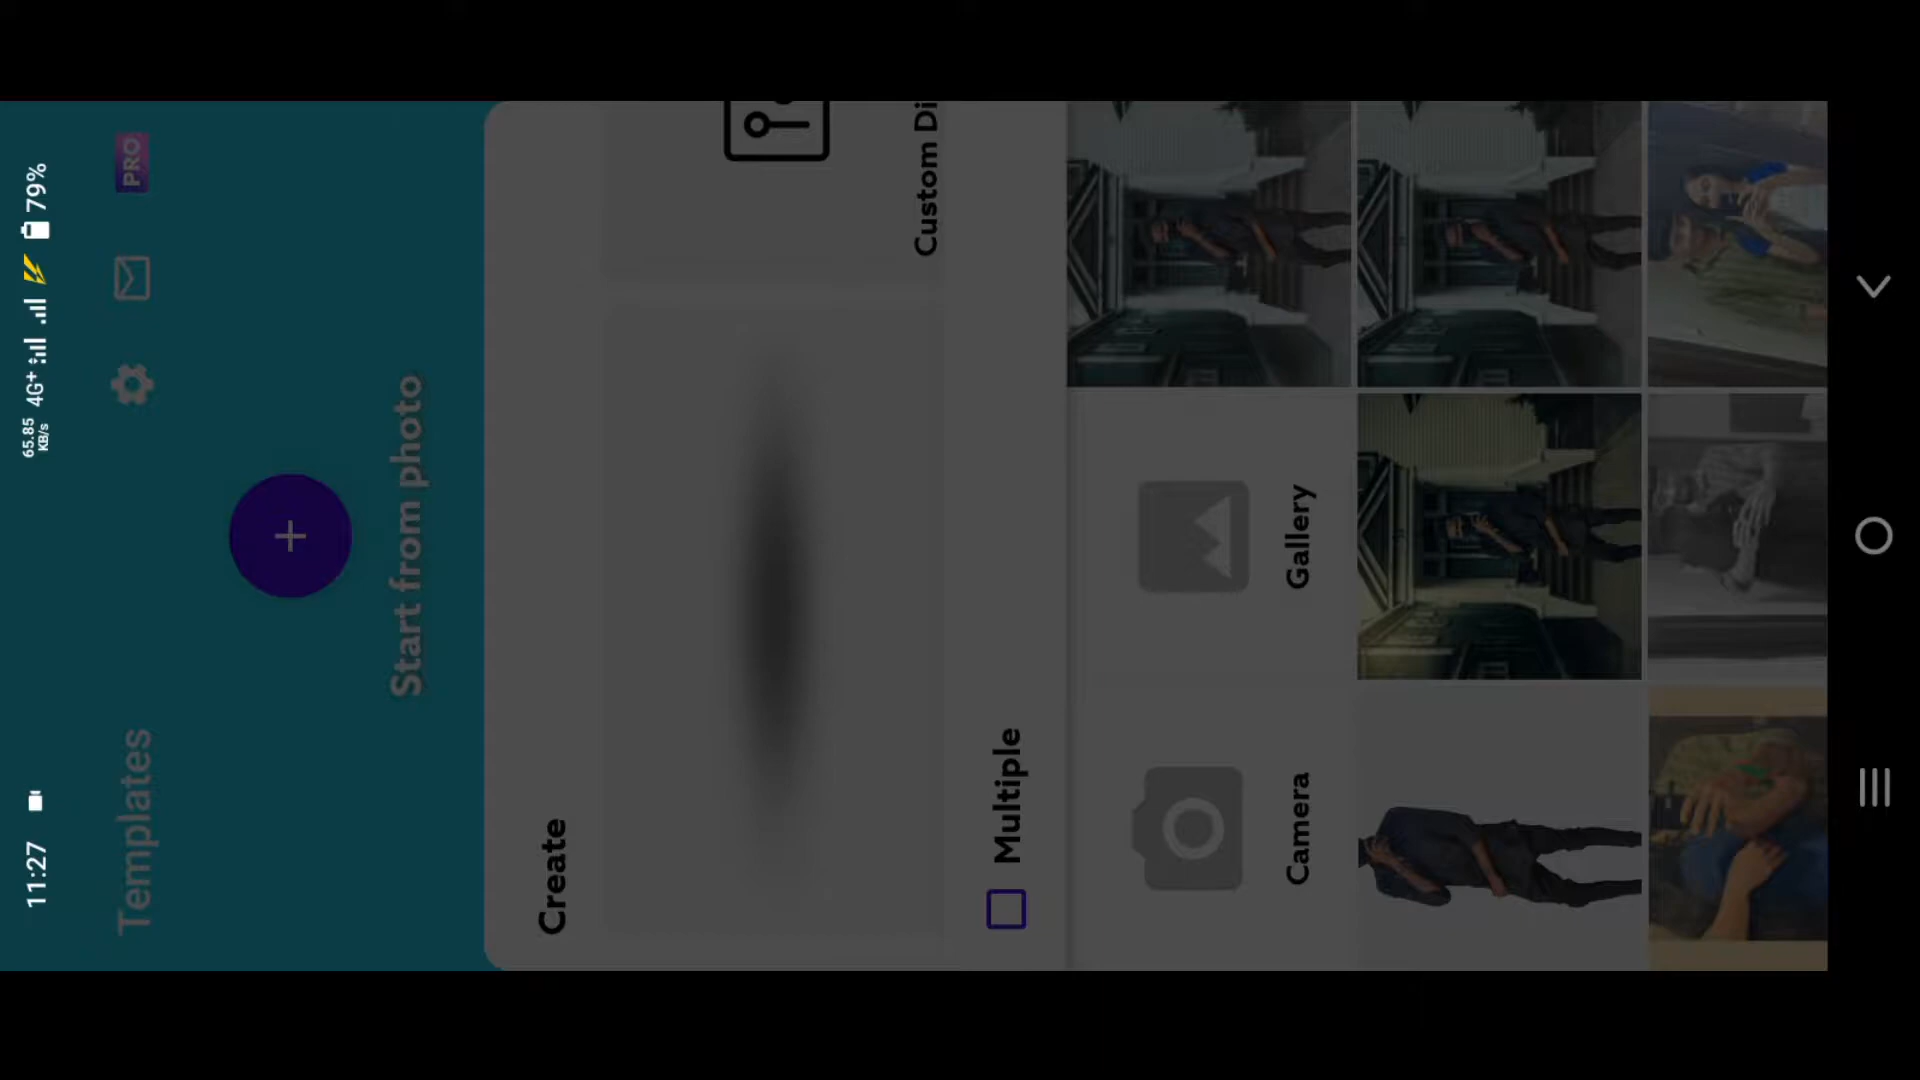 11:27
65.85
KB/s
4G+
79%
Templates
PRO
Start from photo
Create
Custom Di
Multiple
Camera
Gallery